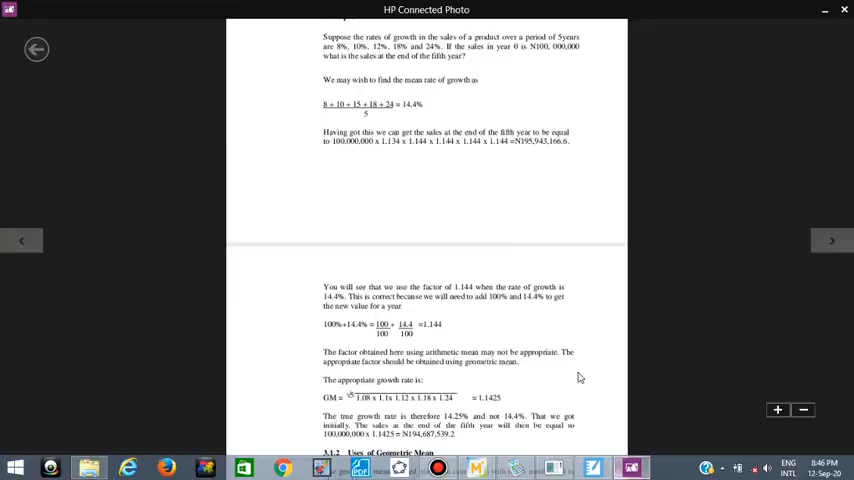 HP Connected Photo
Suppose the rates of growth in the sales of a product over a period of 5years
are 8%, 10%, 12%, 18% and 24%. If the sales in year 0 is N100, 000,000
what is the sales at the end of the fifth year?
We may wish to find the mean rate of growth as
8 + 10 + 15 + 18 + 24 = 14.4%
5
Having got this we can get the sales at the end of the fifth year to be equal
to 100,000,000 x 1.134 x 1.144 x 1.144 x 1.144 x 1.144 =N195,943,166.6.
You will see that we use the factor of 1.144 when the rate of growth is
14.4%. This is correct because we will need to add 100% and 14.4% to get
the new value for a year
100%+14.4% = 100 + 14.4 =1.144
100 100
The factor obtained here using arithmetic mean may not be appropriate. The
appropriate factor should be obtained using geometric mean.
The appropriate growth rate is:
GM = √5 1.08 x 1.1x 1.12 x 1.18 x 1.24 = 1.1425
The true growth rate is therefore 14.25% and not 14.4%. That we got
initially. The sales at the end of the fifth year will then be equal to
100,000,000 x 1.1425 = N194,687,539.2
3.1.2 Uses of Geometric Mean
ENG
INTL
8:46 PM
12-Sep-20